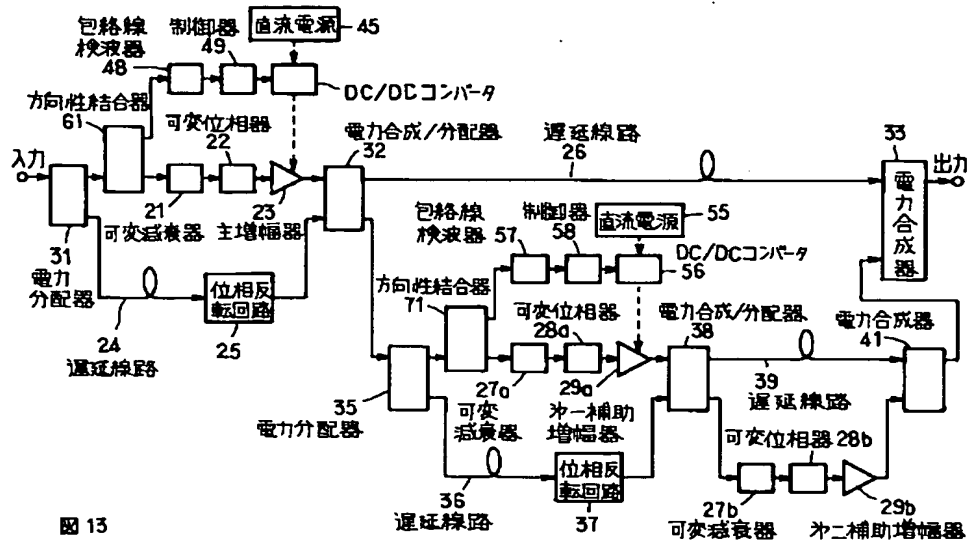 包絡線
検波器
48
制御器
49
直流電源
45
DC/DCコンバータ
方向性結合器
61
可変位相器
22
電力合成/分配器
32
遅延線路
26
33
出力
入力
電力合成器
31
電力
分配器
21
可変減衰器
23
主増幅器
24
遅延線路
位相反
転回路
25
包絡線
検波器
57
制御器
58
直流電源
55
DC/DCコンバータ
56
方向性結合器
71
可変位相器
28a
電力合成/分配器
38
電力合成器
41
35
電力分配器
27a
可変
減衰器
29a
第一補助
増幅器
39
遅延線路
36
遅延線路
位相反
転回路
37
可変位相器 28b
27b
可変減衰器
29b
第二補助増幅器
図 13